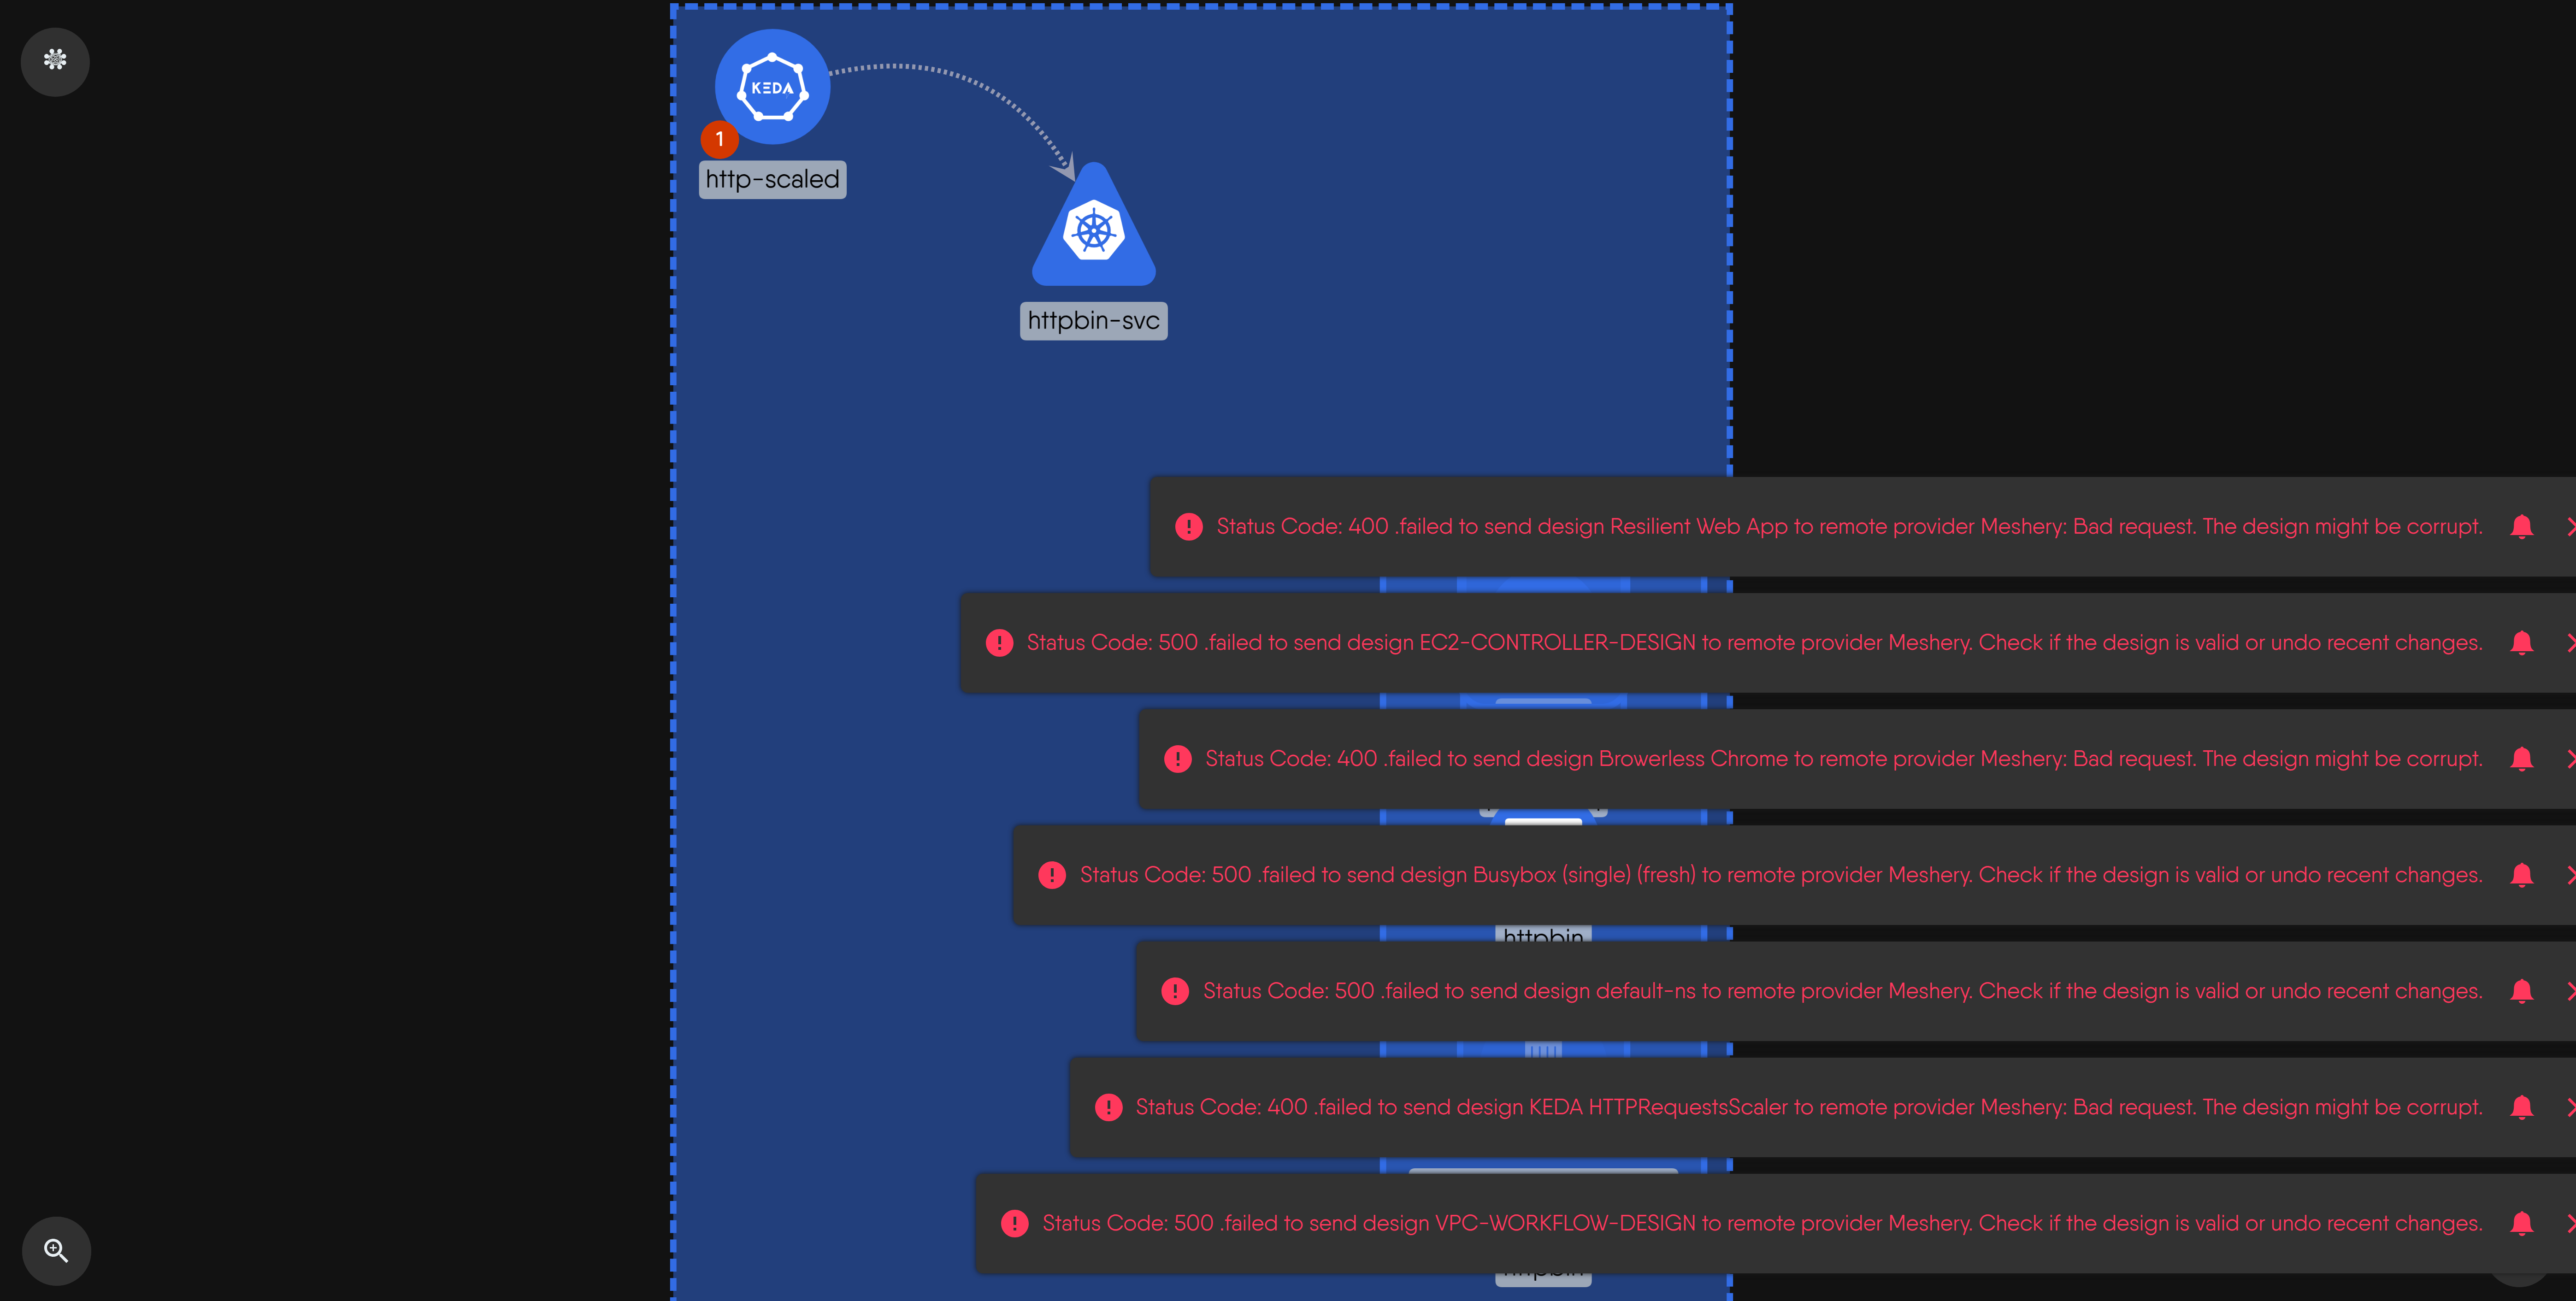 KEDA
1
http-scaled
httpbin-svc
Status Code: 400 .failed to send design Resilient Web App to remote provider Meshery: Bad request. The design might be corrupt.
Status Code: 500 .failed to send design EC2-CONTROLLER-DESIGN to remote provider Meshery. Check if the design is valid or undo recent changes.
Status Code: 400 .failed to send design Browerless Chrome to remote provider Meshery: Bad request. The design might be corrupt.
Status Code: 500 .failed to send design Busybox (single) (fresh) to remote provider Meshery. Check if the design is valid or undo recent changes.
httpbin
Status Code: 500 .failed to send design default-ns to remote provider Meshery. Check if the design is valid or undo recent changes.
Status Code: 400 .failed to send design KEDA HTTPRequestsScaler to remote provider Meshery: Bad request. The design might be corrupt.
Status Code: 500 .failed to send design VPC-WORKFLOW-DESIGN to remote provider Meshery. Check if the design is valid or undo recent changes.